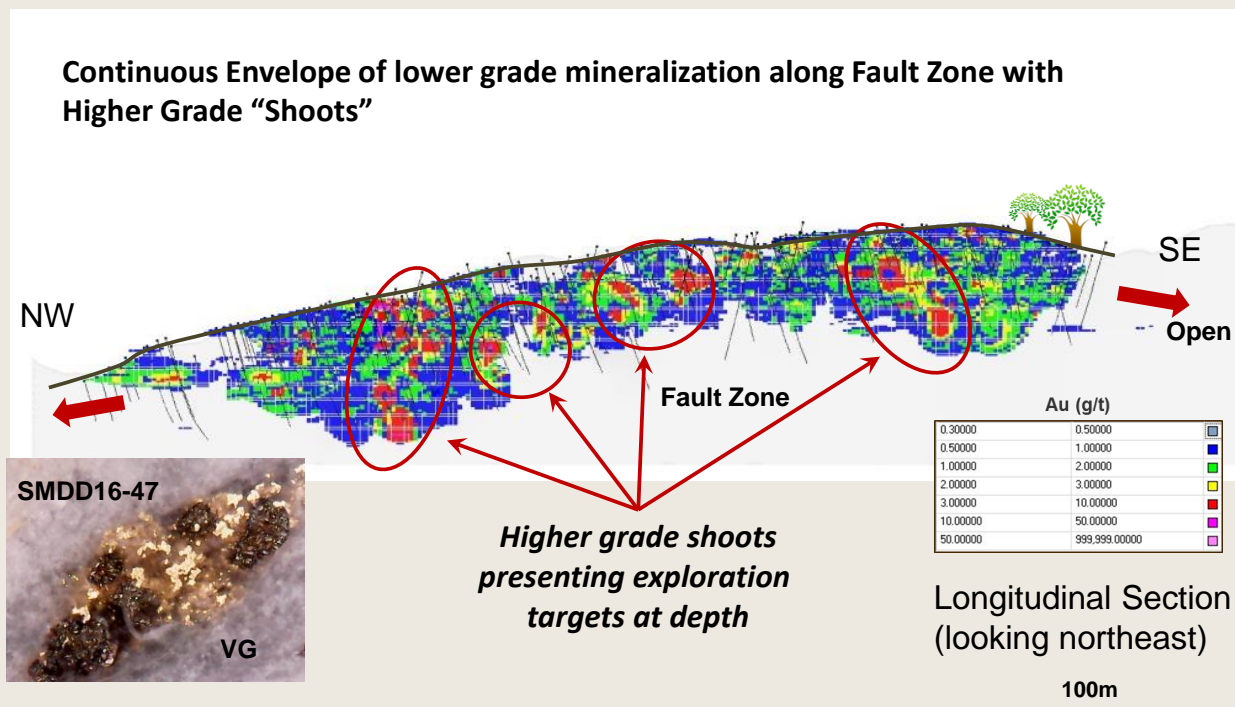 Continuous Envelope of lower grade mineralization along Fault Zone with
Higher Grade “Shoots”
NW
SE
Open
Fault Zone
Au (g/t)
0.30000 0.50000
0.50000 1.00000
1.00000 2.00000
2.00000 3.00000
3.00000 10.00000
10.00000 50.00000
50.00000 999,999.00000
SMDD16-47
VG
Higher grade shoots
presenting exploration
targets at depth
Longitudinal Section
(looking northeast)
100m